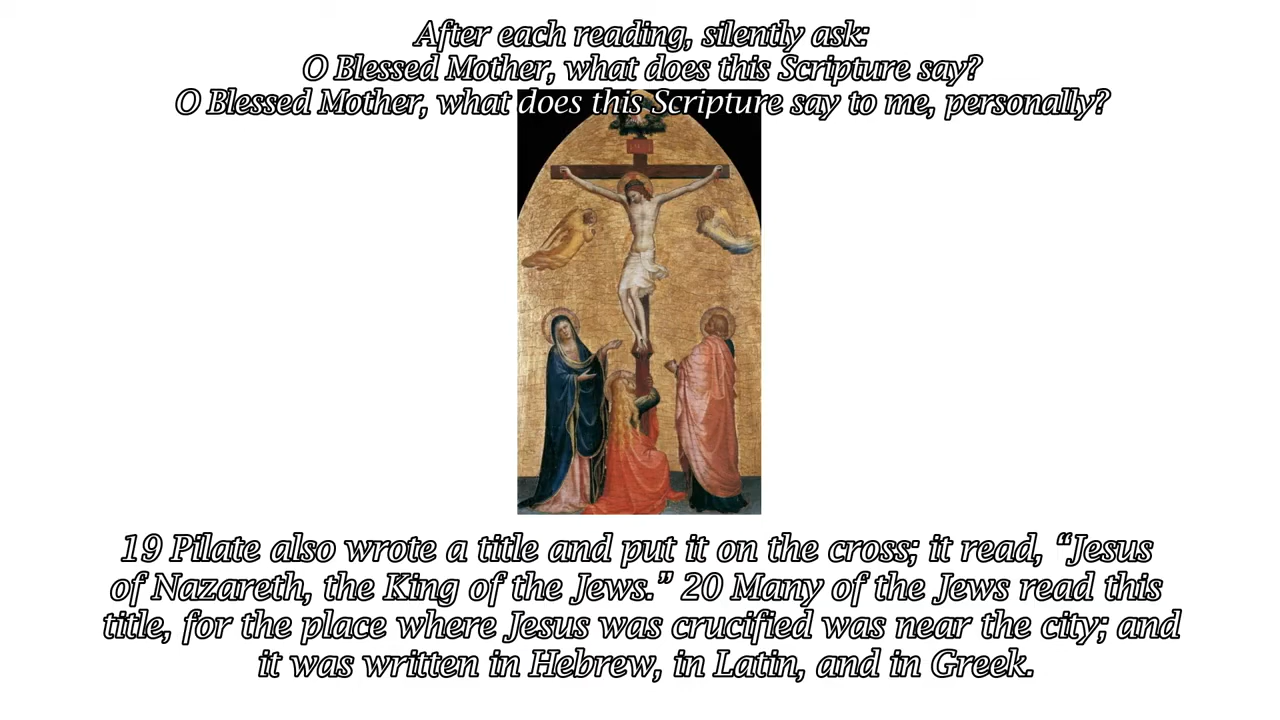 After each reading, silently ask:
O Blessed Mother, what does this Scripture say?
O Blessed Mother, what does this Scripture say to me, personally?
19 Pilate also wrote a title and put it on the cross; it read, “Jesus
of Nazareth, the King of the Jews.” 20 Many of the Jews read this
title, for the place where Jesus was crucified was near the city; and
it was written in Hebrew, in Latin, and in Greek.